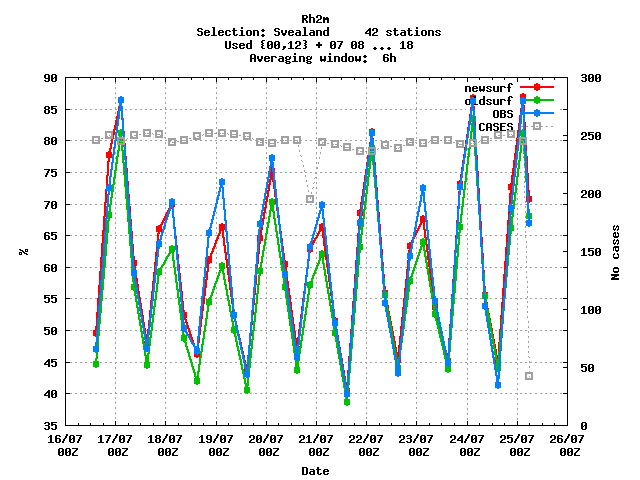 Rh2m
Selection: Svealand 42 stations
Used {00,12} + 07 08 ... 18
Averaging window: 6h
90 300
newsurf
oldsurf
OBS
CASES
85
80 250
75
70 200
65
%
No cases
60 150
55
50 100
45
50
40
35 0
16/07 17/07 18/07 19/07 20/07 21/07 22/07 23/07 24/07 25/07 26/07
00Z 00Z 00Z 00Z 00Z 00Z 00Z 00Z 00Z 00Z 00Z
Date